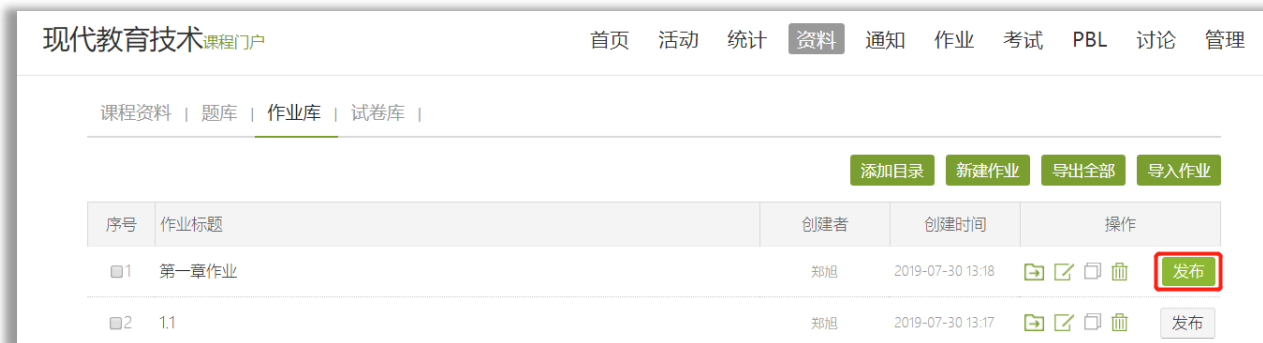 现代教育技术课程门户 首页 活动 统计 资料 通知 作业 考试 PBL 讨论 管理
课程资料 | 题库 | 作业库 | 试卷库 |
添加目录 新建作业 导出全部 导入作业
序号 作业标题 创建者 创建时间 操作
1 第一章作业 郑旭 2019-07-30 13:18 发布
2 1.1 郑旭 2019-07-30 13:17 发布